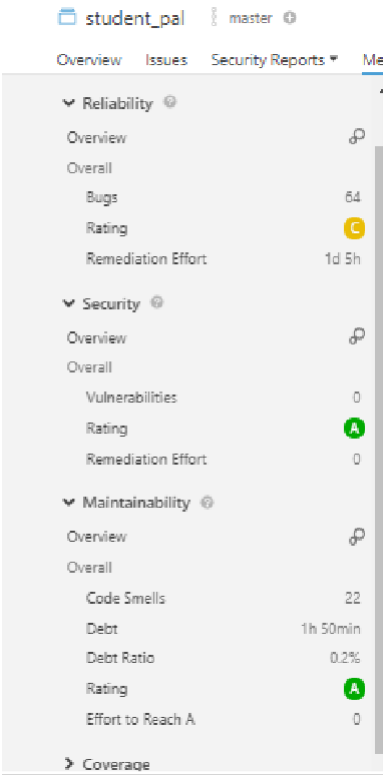 student_pal master
Overview Issues Security Reports Me
Reliability
Overview
Overall
Bugs 64
Rating C
Remediation Effort 1d 5h
Security
Overview
Overall
Vulnerabilities 0
Rating A
Remediation Effort 0
Maintainability
Overview
Overall
Code Smells 22
Debt 1h 50min
Debt Ratio 0.2%
Rating A
Effort to Reach A 0
Coverage